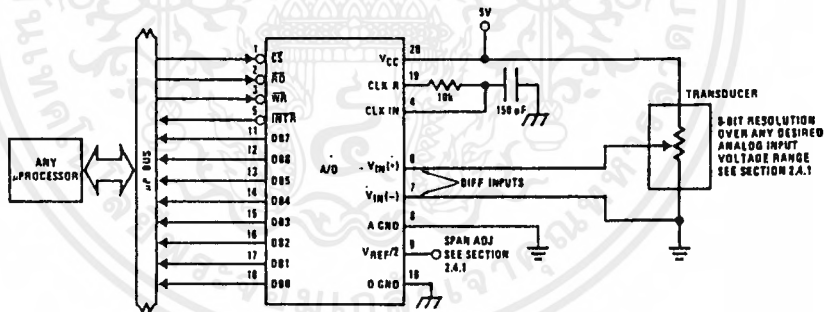 5V
1
CS
2
RD
3
WR
5
INTR
11
DB7
12
DB6
13
DB5
14
DB4
15
DB3
16
DB2
17
DB1
18
DB0
ANY
µPROCESSOR
µP BUS
A/D
VCC
20
CLK R
19
10k
CLK IN
4
150 pF
VIN(+)
6
DIFF INPUTS
VIN(−)
7
A GND
8
VREF/2
9
SPAN ADJ
SEE SECTION
2.4.1
D GND
10
TRANSDUCER
8-BIT RESOLUTION
OVER ANY DESIRED
ANALOG INPUT
VOLTAGE RANGE
SEE SECTION 2.4.1